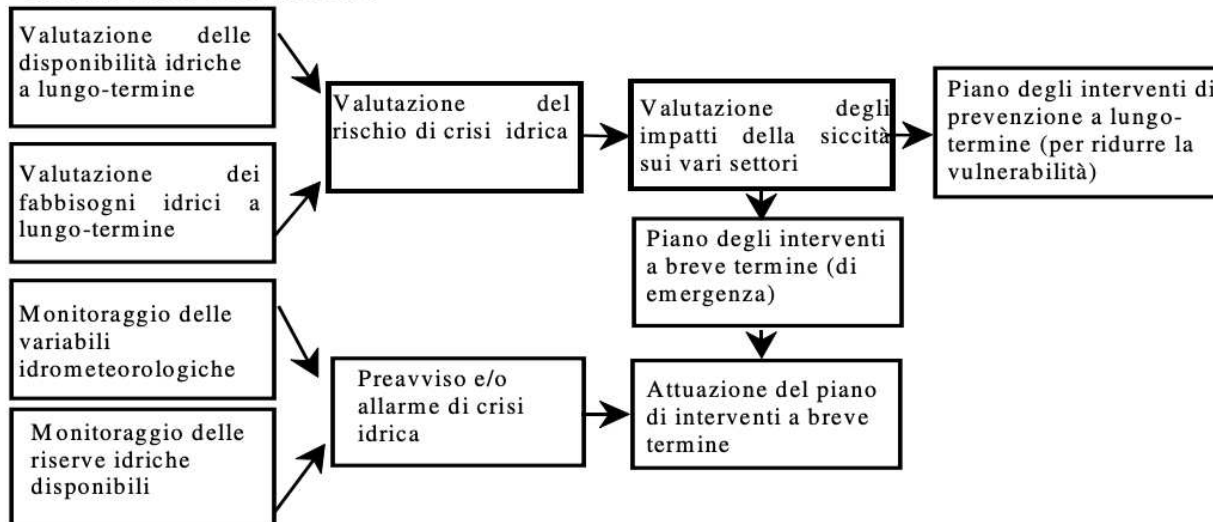 Valutazione delle
disponibilità idriche
a lungo-termine
Valutazione dei
fabbisogni idrici a
lungo-termine
Monitoraggio delle
variabili
idrometeorologiche
Monitoraggio delle
riserve idriche
disponibili
Valutazione del
rischio di crisi idrica
Preavviso e/o
allarme di crisi
idrica
Valutazione degli
impatti della siccità
sui vari settori
Piano degli interventi
a breve termine (di
emergenza)
Attuazione del piano
di interventi a breve
termine
Piano degli interventi di
prevenzione a lungo-
termine (per ridurre la
vulnerabilità)